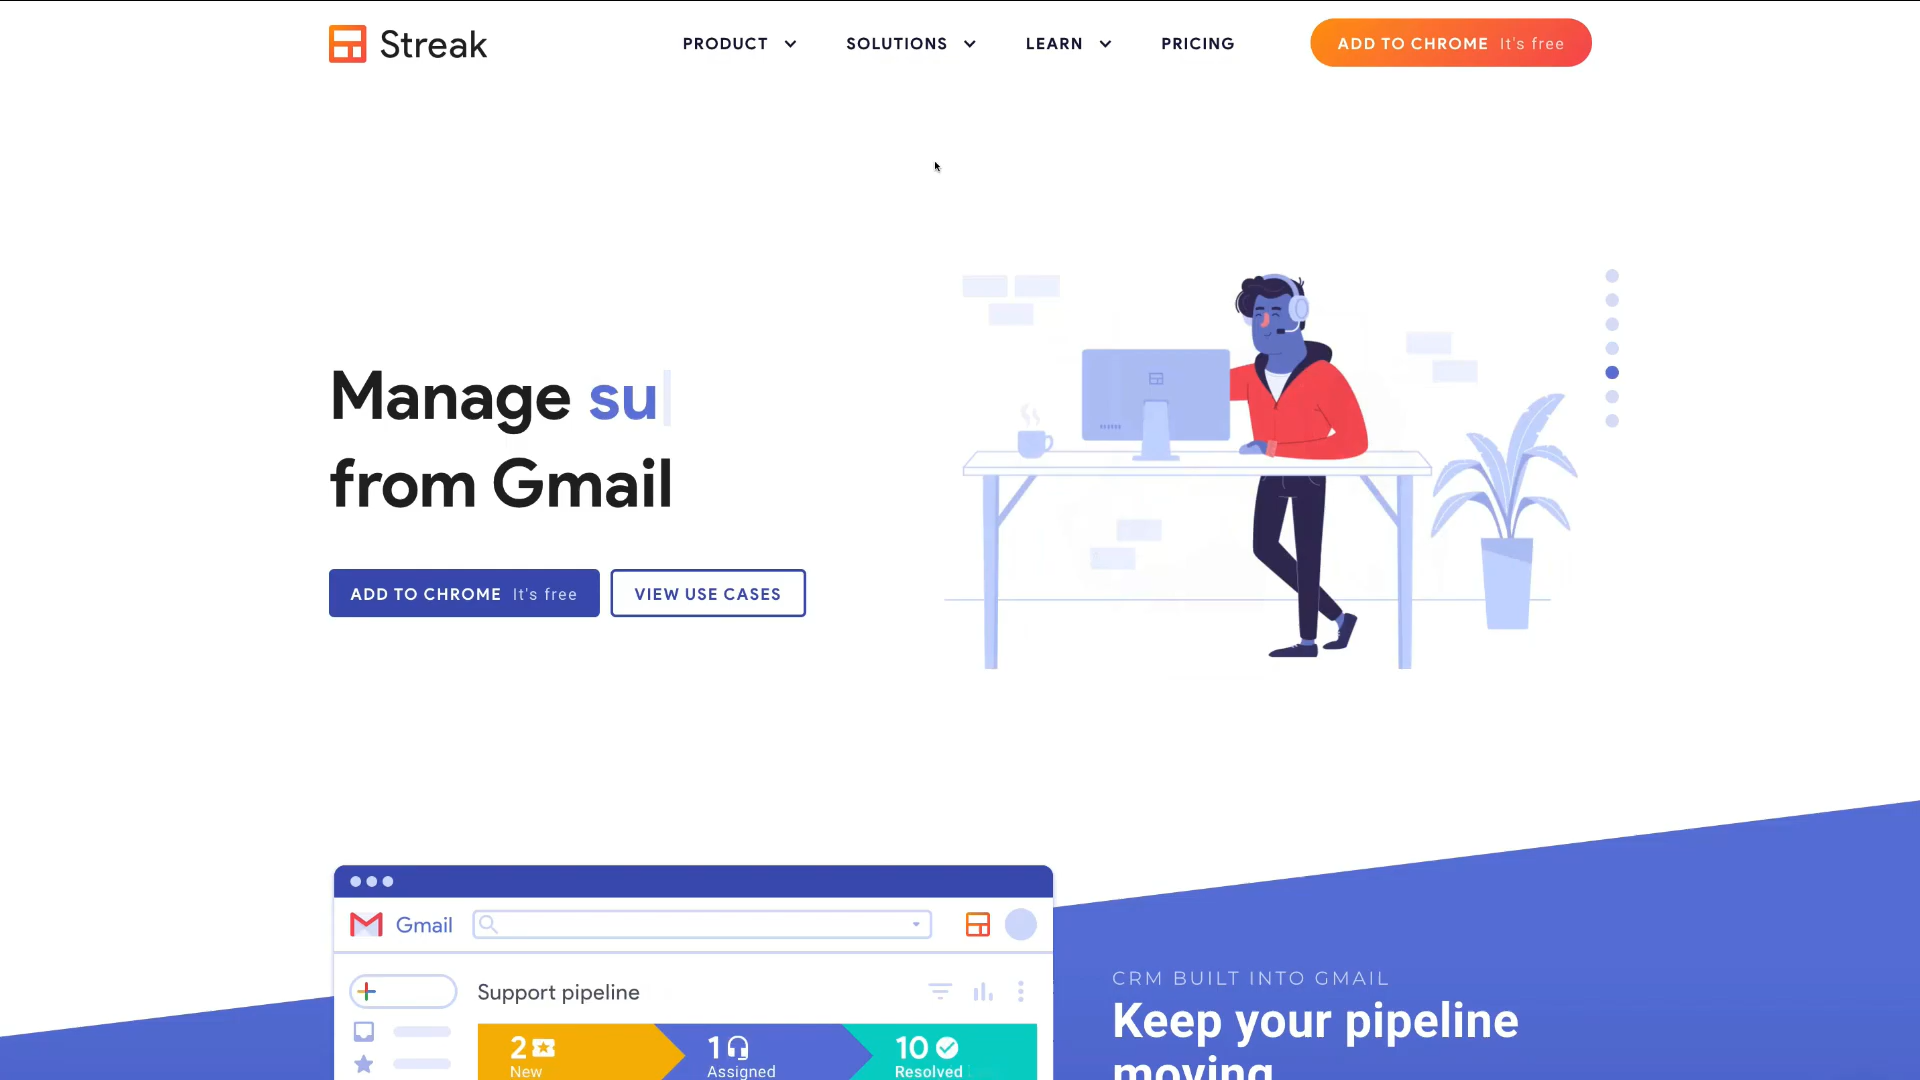 Streak
PRODUCT
SOLUTIONS
LEARN
PRICING
ADD TO CHROME It's free
Manage su
from Gmail
ADD TO CHROME It's free
VIEW USE CASES
Gmail
Support pipeline
2
New
1
Assigned
10
Resolved
CRM BUILT INTO GMAIL
Keep your pipeline
moving